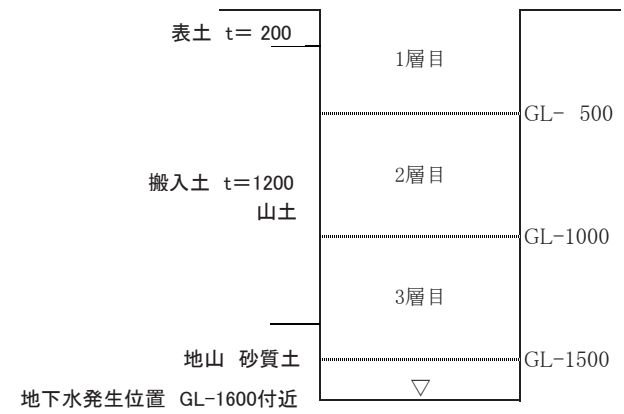 表土 t= 200
1層目
GL- 500
搬入土 t=1200
山土
2層目
GL-1000
3層目
地山 砂質土
GL-1500
地下水発生位置 GL-1600付近
▽